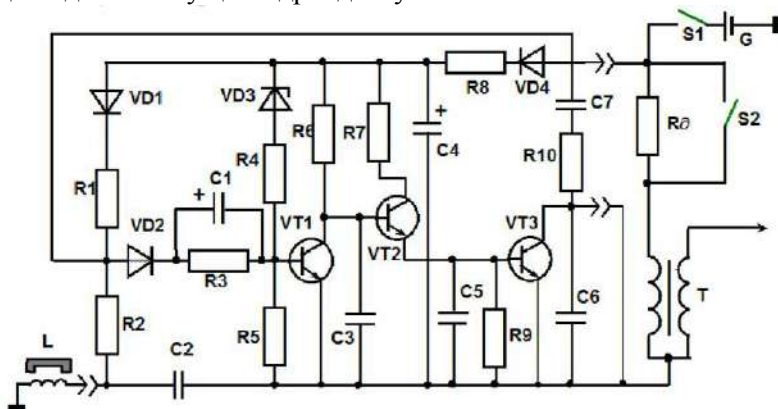 S1
G
R8
VD4
VD1
VD3
R6
R7
+
C4
C7
R∂
S2
R1
C1
+
R4
R10
VD2
VT1
VT2
VT3
R3
T
R2
R5
C3
C5
R9
C6
L
C2